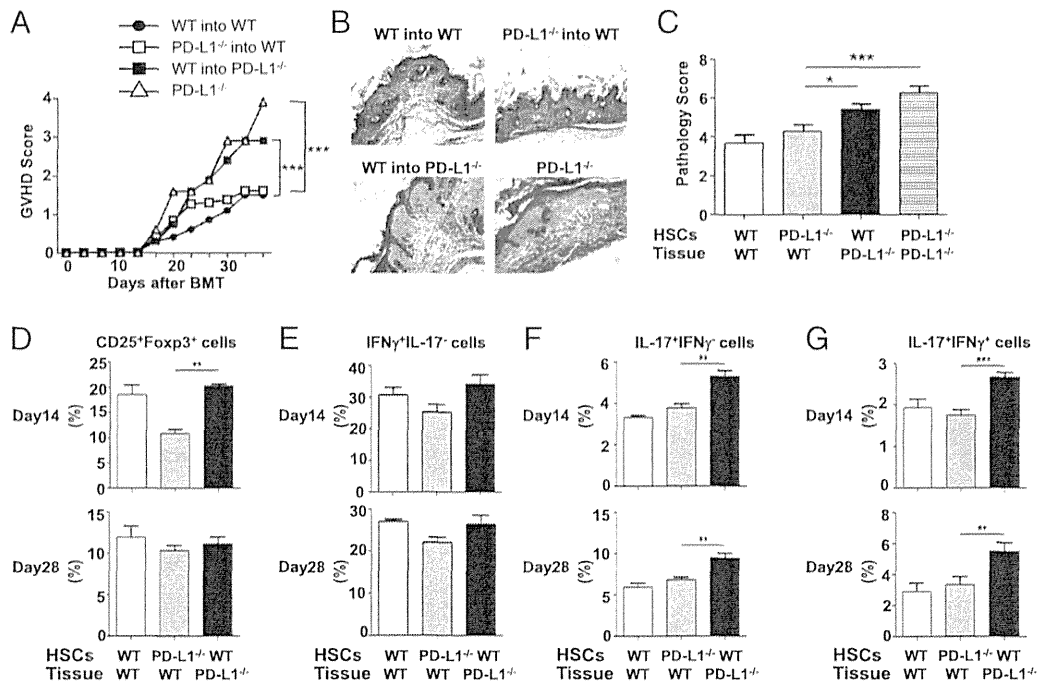 A
WT into WT
PD-L1-/- into WT
WT into PD-L1-/-
PD-L1-/-
GVHD Score
4
3
2
1
0
***
***
0 10 20 30
Days after BMT
B
WT into WT
PD-L1-/- into WT
WT into PD-L1-/-
PD-L1-/-
C
Pathology Score
8
6
4
2
0
*
***
HSCs WT PD-L1-/- WT PD-L1-/-
Tissue WT WT PD-L1-/- PD-L1-/-
D
CD25+Foxp3+ cells
Day14
(%)
25
20
15
10
5
0
**
Day28
(%)
15
10
5
0
HSCs WT PD-L1-/- WT
Tissue WT WT PD-L1-/-
E
IFNγ+IL-17- cells
Day14
(%)
40
30
20
10
0
Day28
(%)
30
20
10
0
HSCs WT PD-L1-/- WT
Tissue WT WT PD-L1-/-
F
IL-17+IFNγ- cells
Day14
(%)
6
4
2
0
**
Day28
(%)
15
10
5
0
**
HSCs WT PD-L1-/- WT
Tissue WT WT PD-L1-/-
G
IL-17+IFNγ+ cells
Day14
(%)
3
2
1
0
***
Day28
(%)
8
6
4
2
0
**
HSCs WT PD-L1-/- WT
Tissue WT WT PD-L1-/-